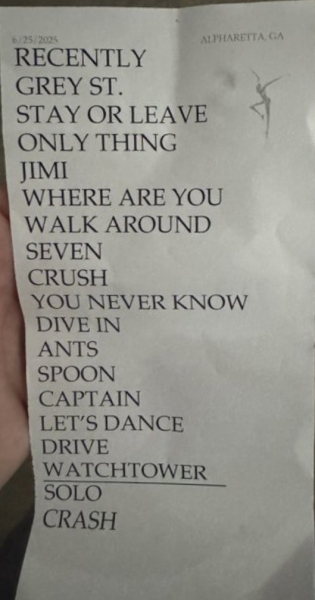 6/25/2025 ALPHARETTA, GA
RECENTLY
GREY ST.
STAY OR LEAVE
ONLY THING
JIMI
WHERE ARE YOU
WALK AROUND
SEVEN
CRUSH
YOU NEVER KNOW
DIVE IN
ANTS
SPOON
CAPTAIN
LET'S DANCE
DRIVE
WATCHTOWER
SOLO
CRASH